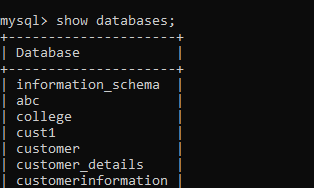 mysql> show databases;
+--------------------+
| Database           |
+--------------------+
| information_schema |
| abc                |
| college            |
| cust1              |
| customer           |
| customer_details   |
| customerinformation |